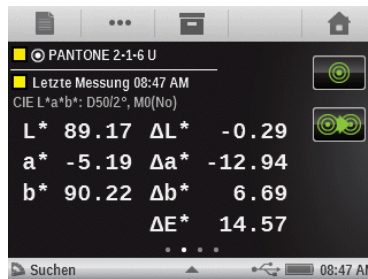 PANTONE 2-1-6 U
Letzte Messung 08:47 AM
CIE L*a*b*: D50/2°, M0(No)
L* 89.17 ΔL* -0.29
a* -5.19 Δa* -12.94
b* 90.22 Δb* 6.69
ΔE* 14.57
Suchen 08:47 AM